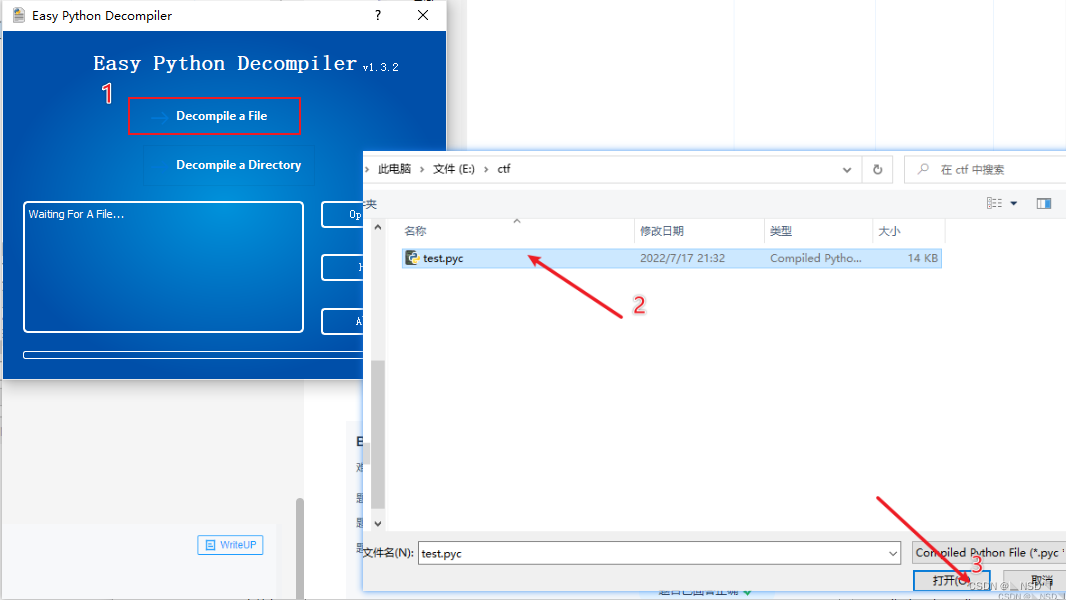 Easy Python Decompiler
?
Easy Python Decompiler v1.3.2
1
Decompile a File
Decompile a Directory
Waiting For A File...
Op
此电脑 › 文件 (E:) › ctf
在 ctf 中搜索
夹
名称 修改日期 类型 大小
test.pyc 2022/7/17 21:32 Compiled Pytho... 14 KB
2
WriteUP
文件名(N): test.pyc
Compiled Python File (*.pyc
3
打开(O) 取消